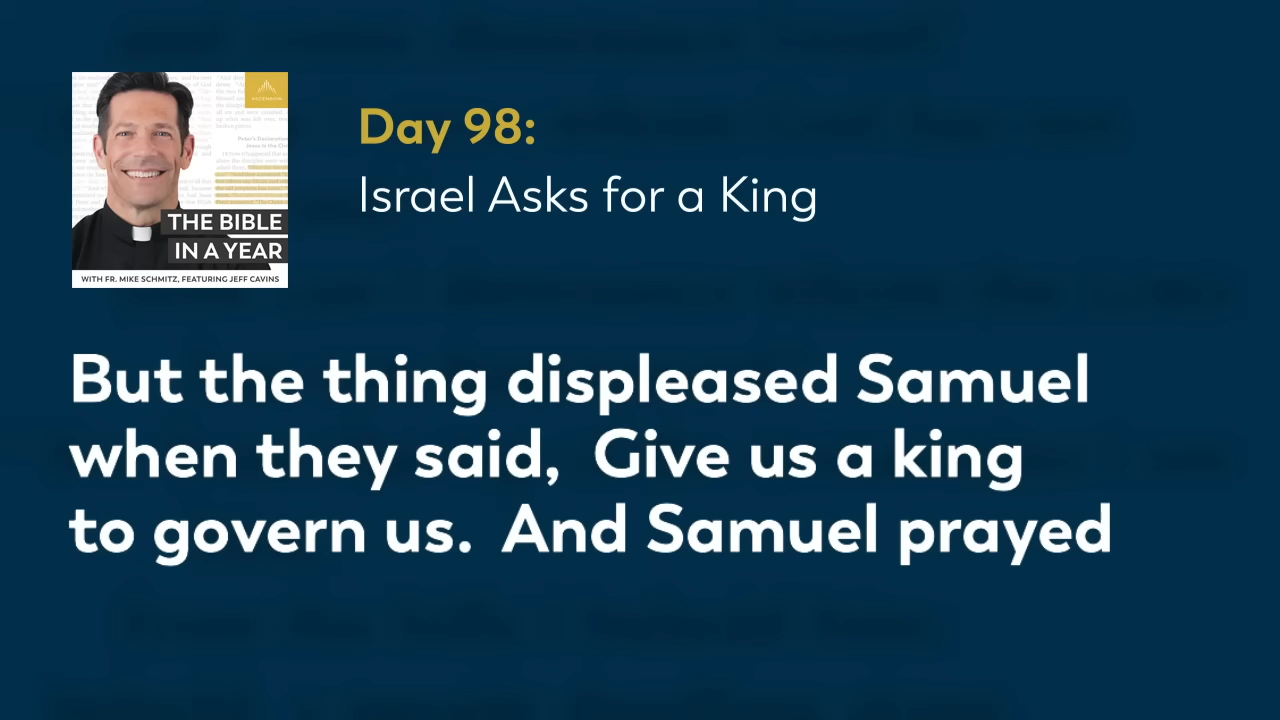 ASCENSION
THE BIBLE
IN A YEAR
WITH FR. MIKE SCHMITZ, FEATURING JEFF CAVINS
Day 98:
Israel Asks for a King
But the thing displeased Samuel
when they said, Give us a king
to govern us. And Samuel prayed